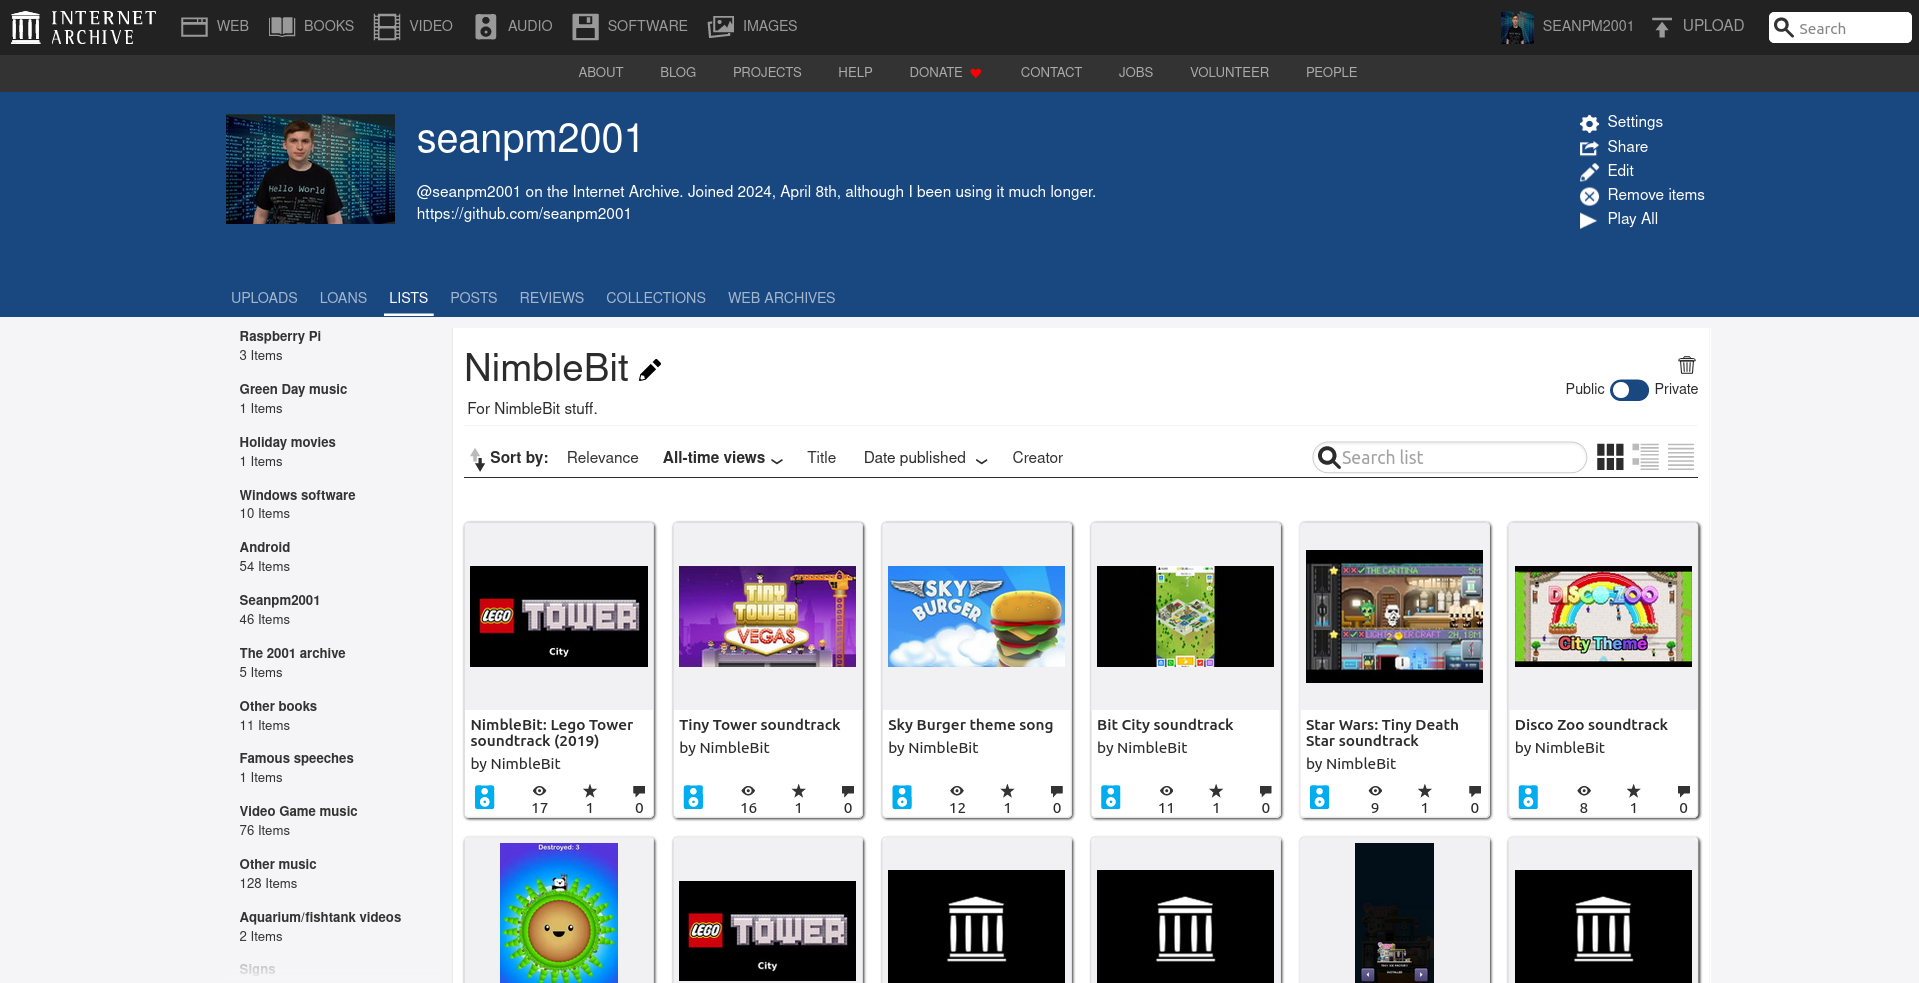 INTERNET ARCHIVE
WEB BOOKS VIDEO AUDIO SOFTWARE IMAGES
SEANPM2001 UPLOAD Search
ABOUT BLOG PROJECTS HELP DONATE CONTACT JOBS VOLUNTEER PEOPLE
seanpm2001
Hello World
@seanpm2001 on the Internet Archive. Joined 2024, April 8th, although I been using it much longer.
https://github.com/seanpm2001
Settings
Share
Edit
Remove items
Play All
UPLOADS LOANS LISTS POSTS REVIEWS COLLECTIONS WEB ARCHIVES
Raspberry Pi
3 Items
Green Day music
1 Items
Holiday movies
1 Items
Windows software
10 Items
Android
54 Items
Seanpm2001
46 Items
The 2001 archive
5 Items
Other books
11 Items
Famous speeches
1 Items
Video Game music
76 Items
Other music
128 Items
Aquarium/fishtank videos
2 Items
Signs
NimbleBit
For NimbleBit stuff.
Public Private
Sort by: Relevance All-time views Title Date published Creator
Search list
LEGO TOWER
City
NimbleBit: Lego Tower
soundtrack (2019)
by NimbleBit
17 1 0
TINY
TOWER
VEGAS
Tiny Tower soundtrack
by NimbleBit
16 1 0
SKY
BURGER
Sky Burger theme song
by NimbleBit
12 1 0
Bit City soundtrack
by NimbleBit
11 1 0
THE CANTINA 5M
2H, 18M
Star Wars: Tiny Death
Star soundtrack
by NimbleBit
9 1 0
DISCO ZOO
City Theme
Disco Zoo soundtrack
by NimbleBit
8 1 0
Destroyed: 3
LEGO TOWER
City